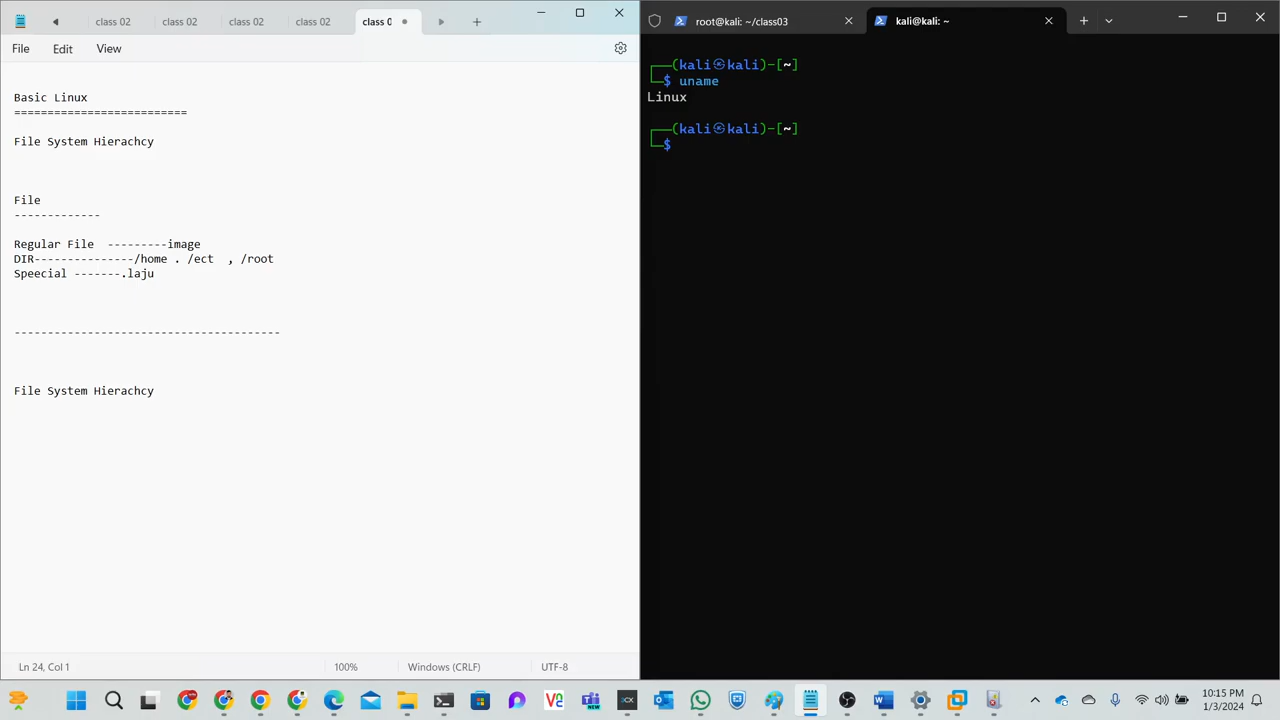 class 02
class 02
class 02
class 02
class 0
File
Edit
View
Basic Linux
==========================
File System Hierachcy
File
-------------
Regular File  ---------image
DIR---------------/home . /ect  , /root
Speecial -------.laju
----------------------------------------
File System Hierachcy
Ln 24, Col 1
100%
Windows (CRLF)
UTF-8
root@kali: ~/class03
kali@kali: ~
(kali㉿kali)-[~]
$ uname
Linux
(kali㉿kali)-[~]
$
10:15 PM
1/3/2024